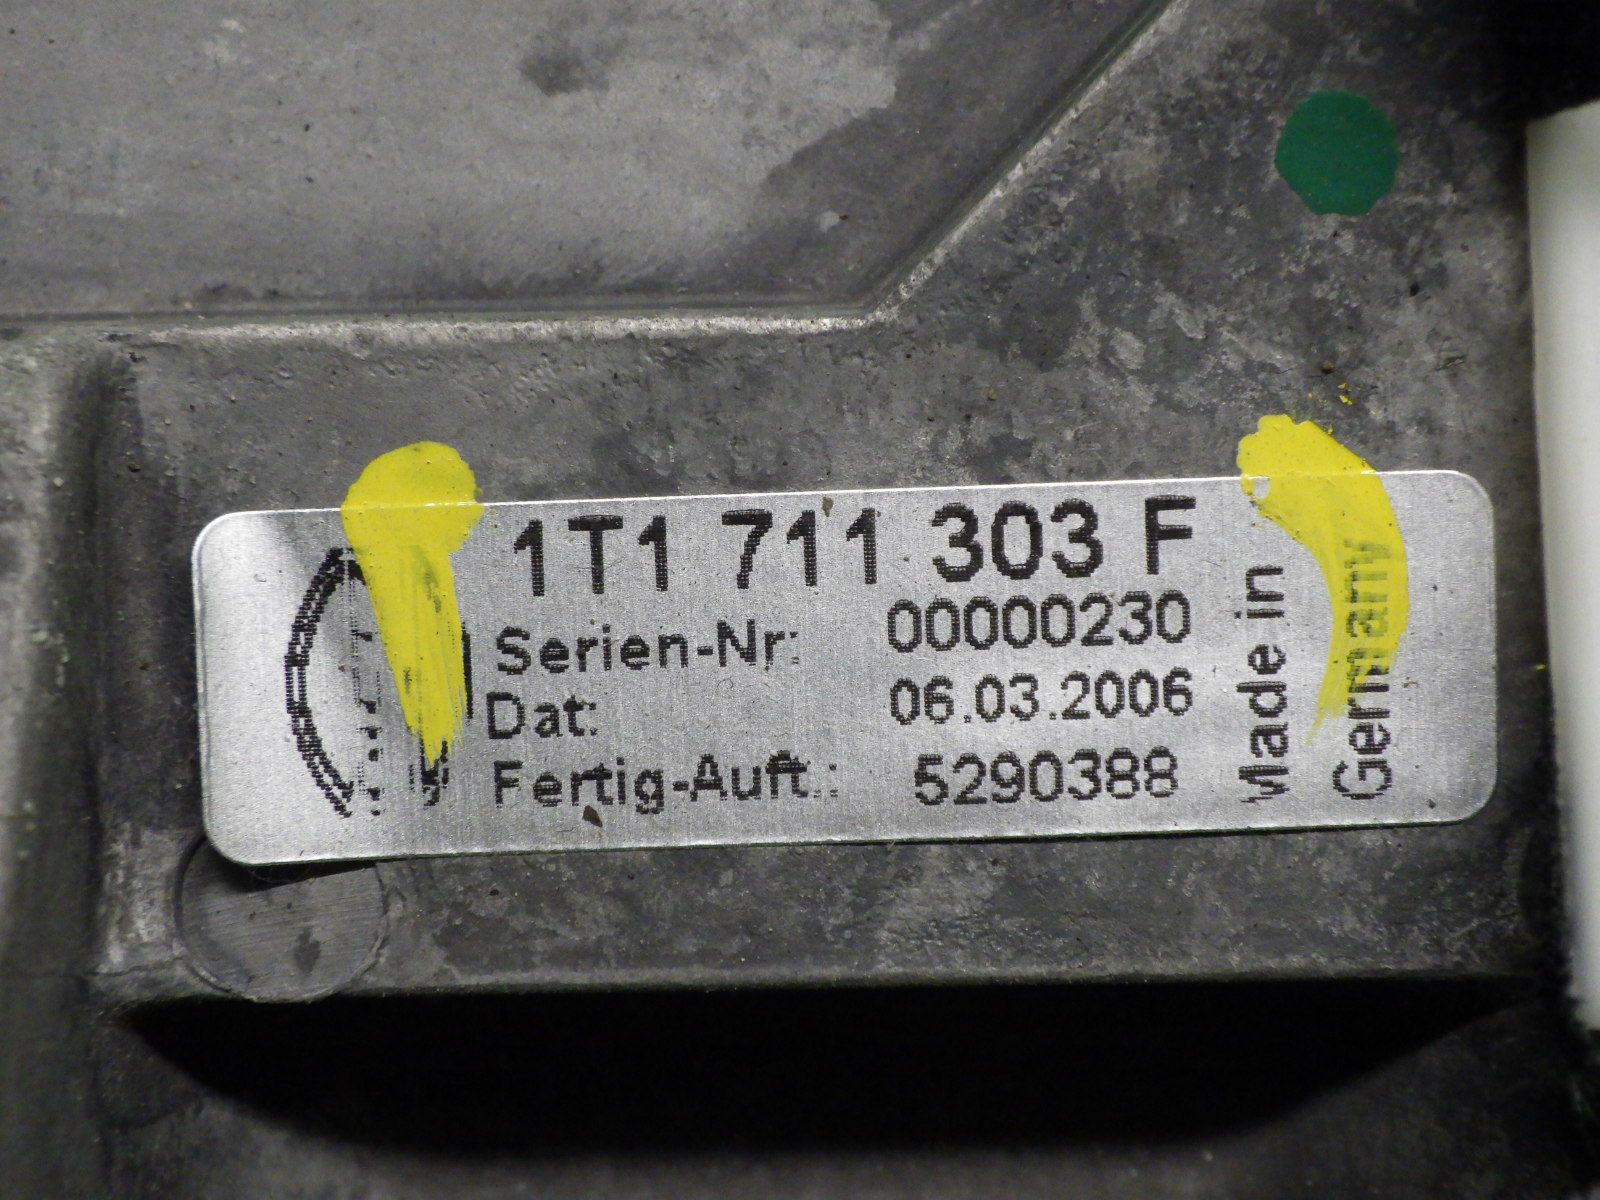 1T1 711 303 F
Serien-Nr: 00000230
Dat: 06.03.2006
Fertig-Auft.: 5290388
Made in
Germany